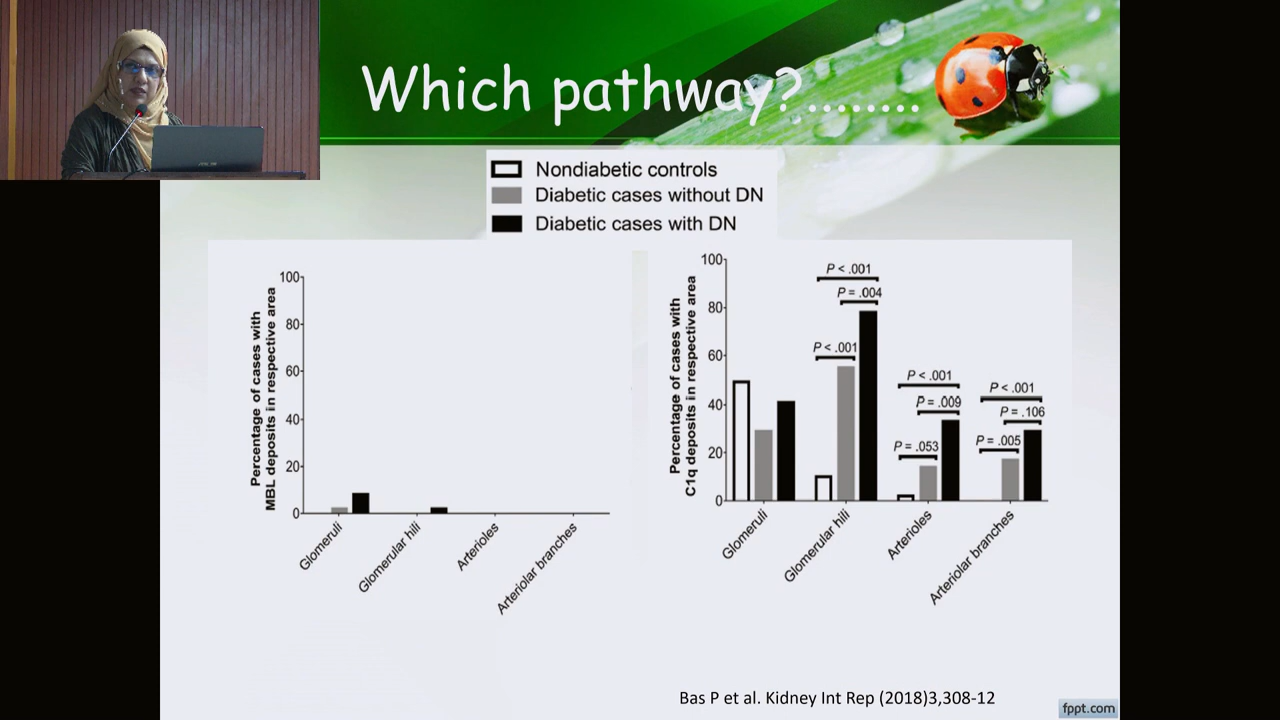 Which pathway?........
Nondiabetic controls
Diabetic cases without DN
Diabetic cases with DN
Percentage of cases with
MBL deposits in respective area
100
80
60
40
20
0
Glomeruli
Glomerular hili
Arterioles
Arteriolar branches
Percentage of cases with
C1q deposits in respective area
100
80
60
40
20
0
P < .001
P = .004
P < .001
P < .001
P = .009
P = .053
P < .001
P = .106
P = .005
Glomeruli
Glomerular hili
Arterioles
Arteriolar branches
Bas P et al. Kidney Int Rep (2018)3,308-12
fppt.com